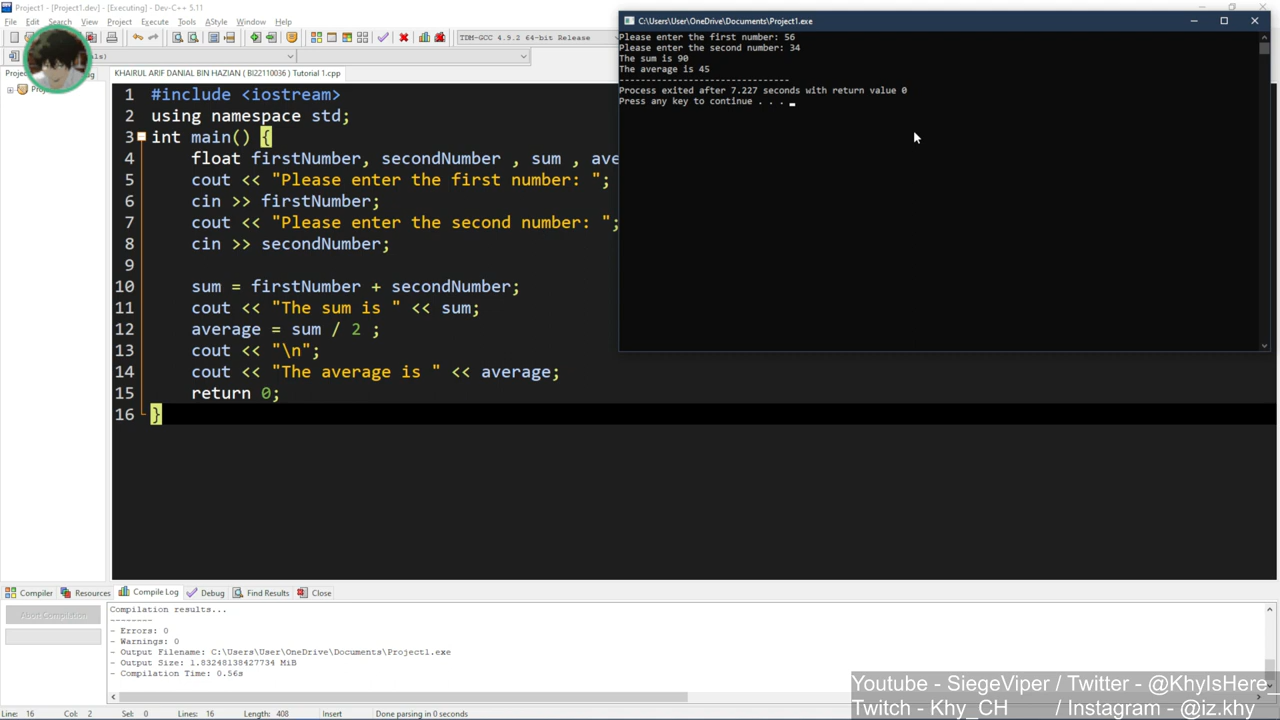 Project1 - [Project1.dev] - [Executing] - Dev-C++ 5.11
File Edit Search View Project Execute Tools AStyle Window Help
TDM-GCC 4.9.2 64-bit Release
KHAIRUL ARIF DANIAL BIN HAZIAN ( BI22110036 ) Tutorial 1.cpp
1 #include <iostream>
2 using namespace std;
3 int main() {
4 float firstNumber, secondNumber , sum , ave
5 cout << "Please enter the first number: ";
6 cin >> firstNumber;
7 cout << "Please enter the second number: ";
8 cin >> secondNumber;
9
10 sum = firstNumber + secondNumber;
11 cout << "The sum is " << sum;
12 average = sum / 2 ;
13 cout << "\n";
14 cout << "The average is " << average;
15 return 0;
16 }
C:\Users\User\OneDrive\Documents\Project1.exe
Please enter the first number: 56
Please enter the second number: 34
The sum is 90
The average is 45
--------------------------------
Process exited after 7.227 seconds with return value 0
Press any key to continue . . .
Compiler Resources Compile Log Debug Find Results Close
Abort Compilation
Compilation results...
--------
- Errors: 0
- Warnings: 0
- Output Filename: C:\Users\User\OneDrive\Documents\Project1.exe
- Output Size: 1.83248138427734 MiB
- Compilation Time: 0.56s
Youtube - SiegeViper / Twitter - @KhyIsHere_
Twitch - Khy_CH / Instagram - @iz.khy
Line: 16 Col: 2 Sel: 0 Lines: 16 Length: 408 Insert Done parsing in 0 seconds